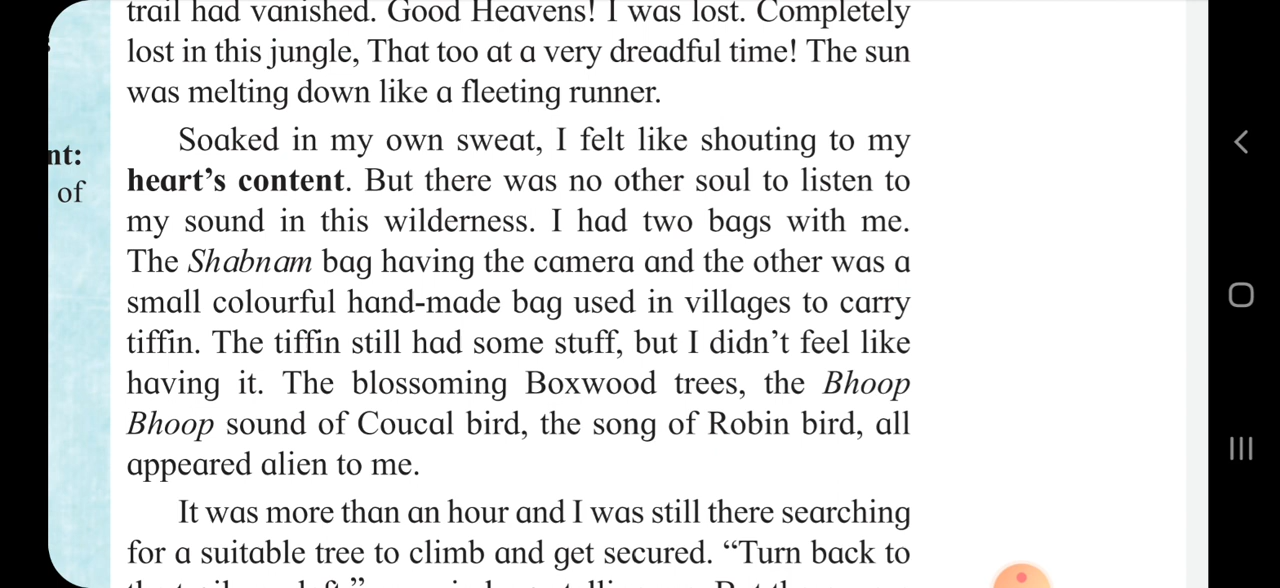 trail had vanished. Good Heavens! I was lost. Completely
lost in this jungle, That too at a very dreadful time! The sun
was melting down like a fleeting runner.
Soaked in my own sweat, I felt like shouting to my
nt:
heart's content. But there was no other soul to listen to
of
my sound in this wilderness. I had two bags with me.
The Shabnam bag having the camera and the other was a
small colourful hand-made bag used in villages to carry
tiffin. The tiffin still had some stuff, but I didn't feel like
having it. The blossoming Boxwood trees, the Bhoop
Bhoop sound of Coucal bird, the song of Robin bird, all
appeared alien to me.
It was more than an hour and I was still there searching
for a suitable tree to climb and get secured. “Turn back to